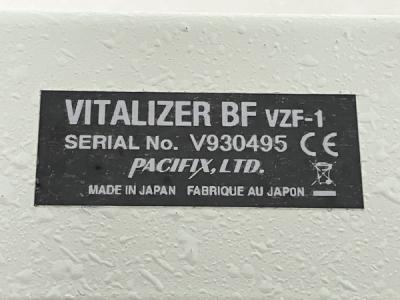 VITALIZER BF VZF-1
SERIAL No. V930495 CE
PACIFIX, LTD.
MADE IN JAPAN FABRIQUE AU JAPON